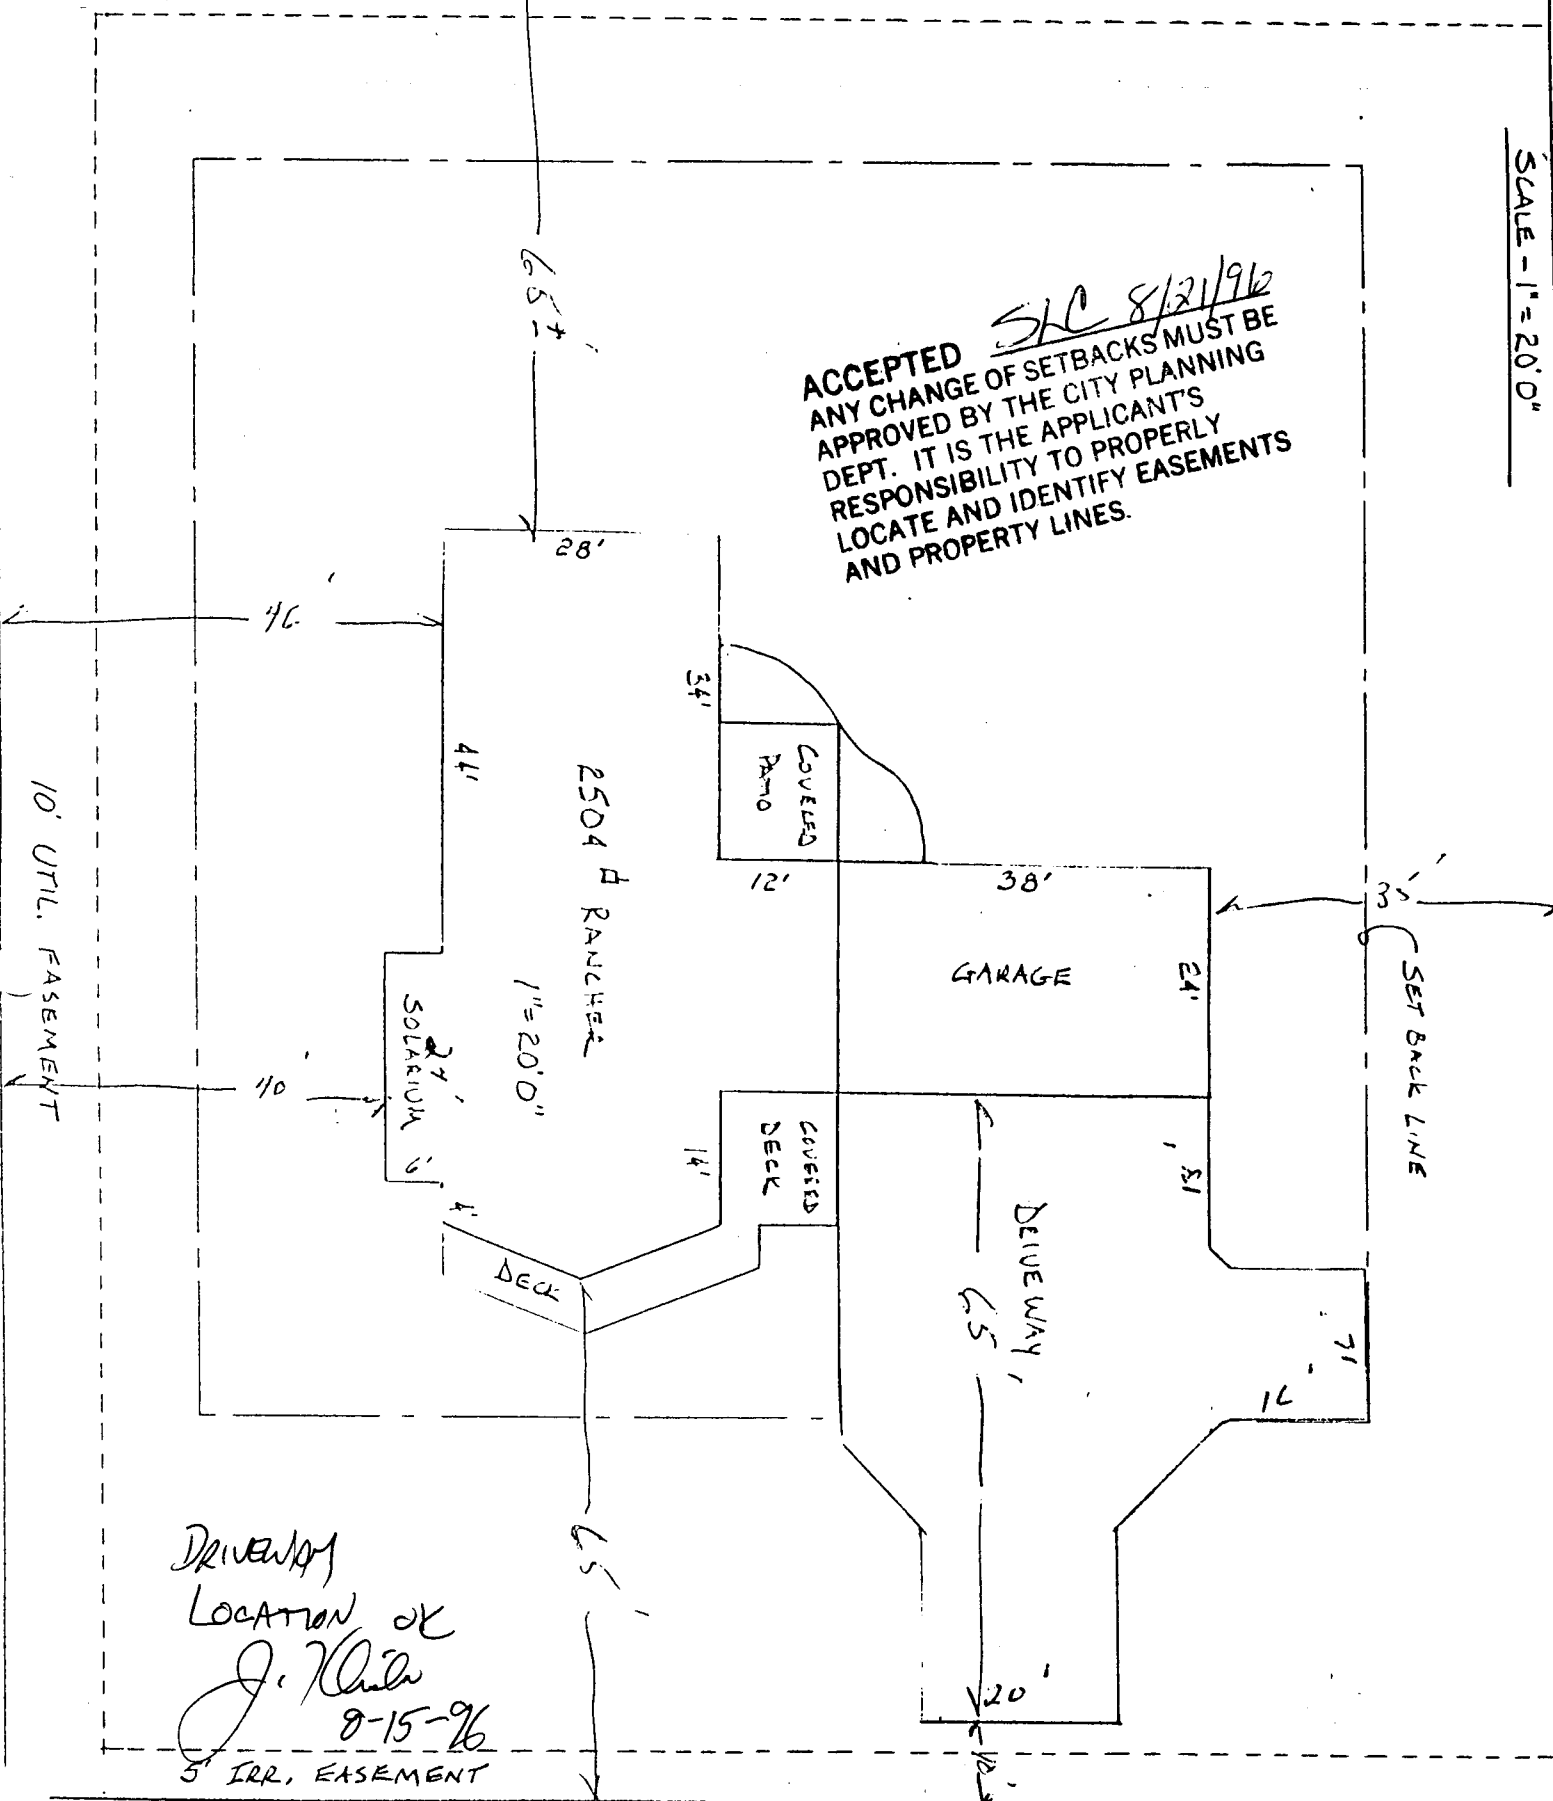 SCALE - 1" = 20'0"
SLC 8/21/96
ACCEPTED
ANY CHANGE OF SETBACKS MUST BE
APPROVED BY THE CITY PLANNING
DEPT. IT IS THE APPLICANT'S
RESPONSIBILITY TO PROPERLY
LOCATE AND IDENTIFY EASEMENTS
AND PROPERTY LINES.
65'±
28'
46'
34'
44'
COVERED
PATIO
2504 RANCHER
1" = 20'0"
12'
38'
35'
SET BACK LINE
GARAGE
24'
10' UTIL. EASEMENT
40'
24'
SOLARIUM
6'
4'
14'
COVERED
DECK
DECK
DRIVEWAY
65'
65'
20'
10'
DRIVEWAY
LOCATION OK
8-15-96
5' IRR. EASEMENT